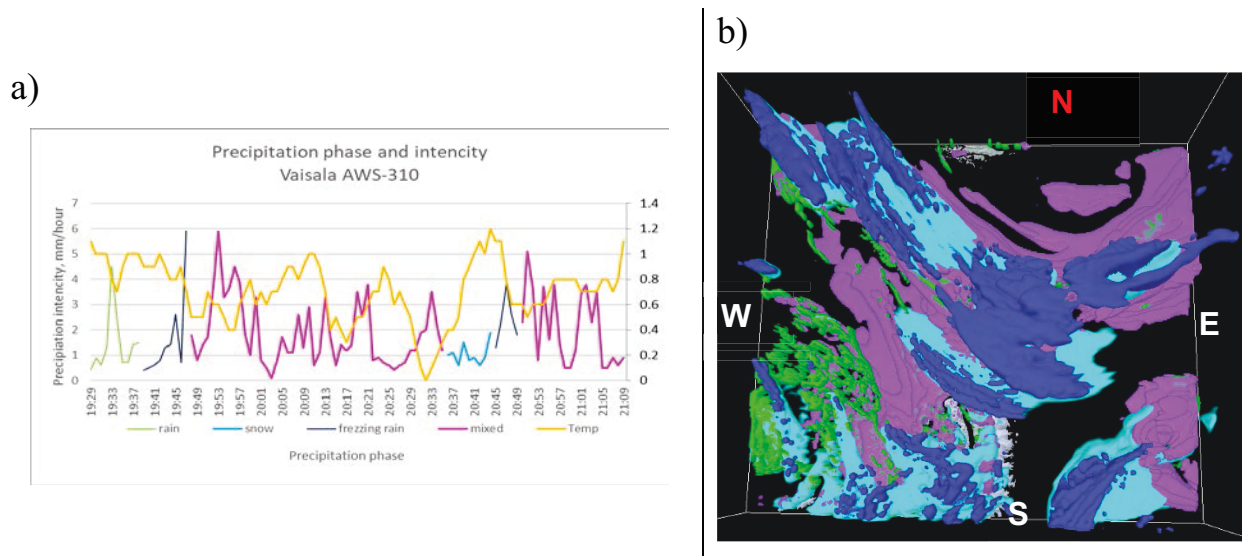 a)
Precipitation phase and intencity
Vaisala AWS-310
Precipiation intencity, mm/hour
7
6
5
4
3
2
1
0
1.4
1.2
1
0.8
0.6
0.4
0.2
0
19:29
19:33
19:37
19:41
19:45
19:49
19:53
19:57
20:01
20:05
20:09
20:13
20:17
20:21
20:25
20:29
20:33
20:37
20:41
20:45
20:49
20:53
20:57
21:01
21:05
21:09
rain
snow
frezzing rain
mixed
Temp
Precipitation phase
b)
N
W
E
S